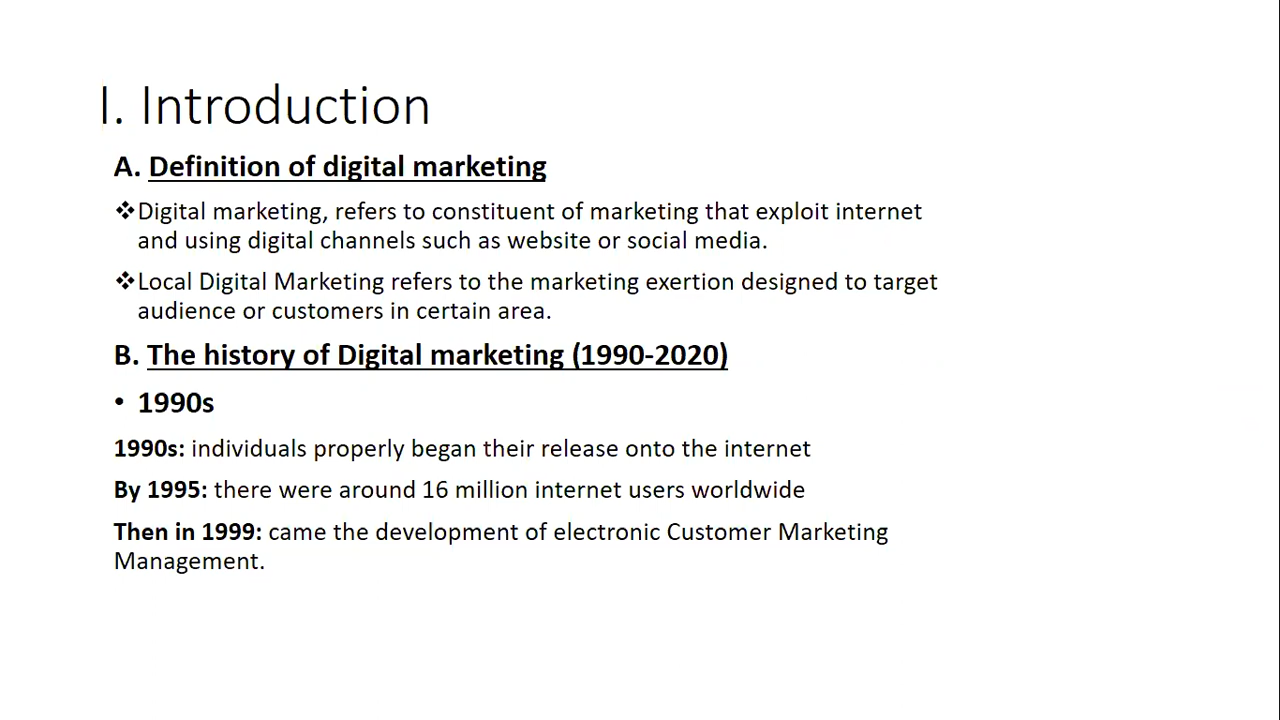 I. Introduction
A. Definition of digital marketing
❖Digital marketing, refers to constituent of marketing that exploit internet
and using digital channels such as website or social media.
❖Local Digital Marketing refers to the marketing exertion designed to target
audience or customers in certain area.
B. The history of Digital marketing (1990-2020)
• 1990s
1990s: individuals properly began their release onto the internet
By 1995: there were around 16 million internet users worldwide
Then in 1999: came the development of electronic Customer Marketing
Management.